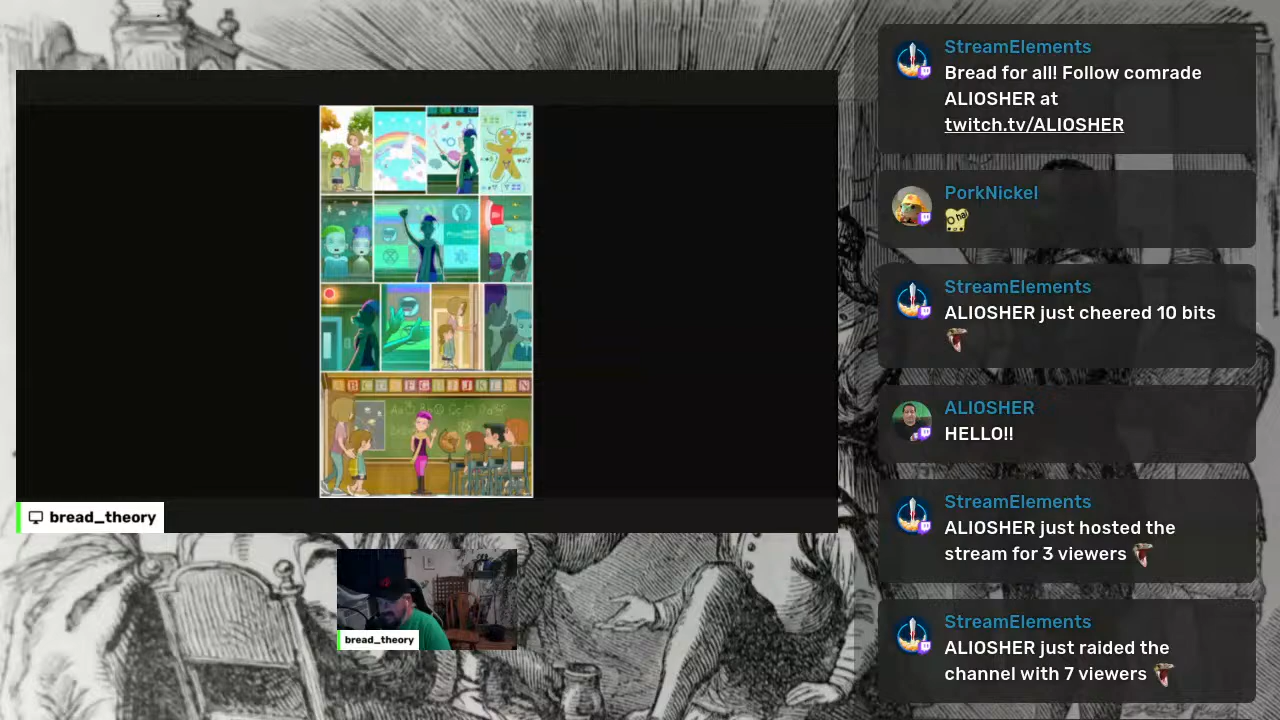 StreamElements
Bread for all! Follow comrade
ALIOSHER at
twitch.tv/ALIOSHER
PorkNickel
StreamElements
ALIOSHER just cheered 10 bits
ALIOSHER
HELLO!!
StreamElements
ALIOSHER just hosted the
stream for 3 viewers
StreamElements
ALIOSHER just raided the
channel with 7 viewers
bread_theory
bread_theory